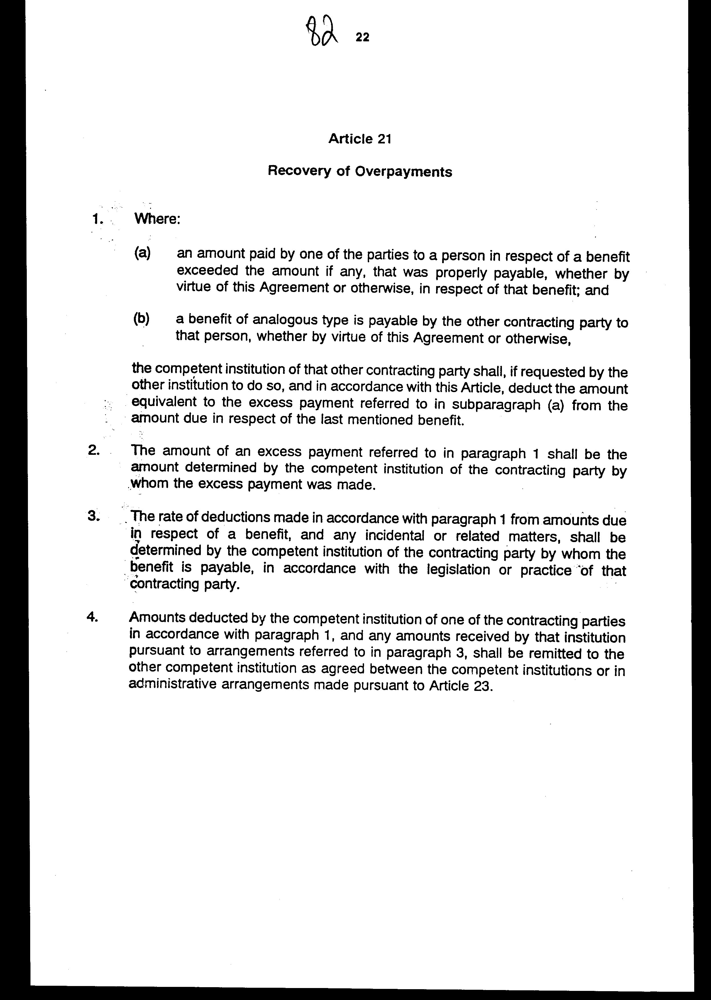 82 22
Article 21
Recovery of Overpayments
1. Where:
(a) an amount paid by one of the parties to a person in respect of a benefit
exceeded the amount if any, that was properly payable, whether by
virtue of this Agreement or otherwise, in respect of that benefit; and
(b) a benefit of analogous type is payable by the other contracting party to
that person, whether by virtue of this Agreement or otherwise,
the competent institution of that other contracting party shall, if requested by the
other institution to do so, and in accordance with this Article, deduct the amount
equivalent to the excess payment referred to in subparagraph (a) from the
amount due in respect of the last mentioned benefit.
2. The amount of an excess payment referred to in paragraph 1 shall be the
amount determined by the competent institution of the contracting party by
whom the excess payment was made.
3. The rate of deductions made in accordance with paragraph 1 from amounts due
in respect of a benefit, and any incidental or related matters, shall be
determined by the competent institution of the contracting party by whom the
benefit is payable, in accordance with the legislation or practice of that
contracting party.
4. Amounts deducted by the competent institution of one of the contracting parties
in accordance with paragraph 1, and any amounts received by that institution
pursuant to arrangements referred to in paragraph 3, shall be remitted to the
other competent institution as agreed between the competent institutions or in
administrative arrangements made pursuant to Article 23.